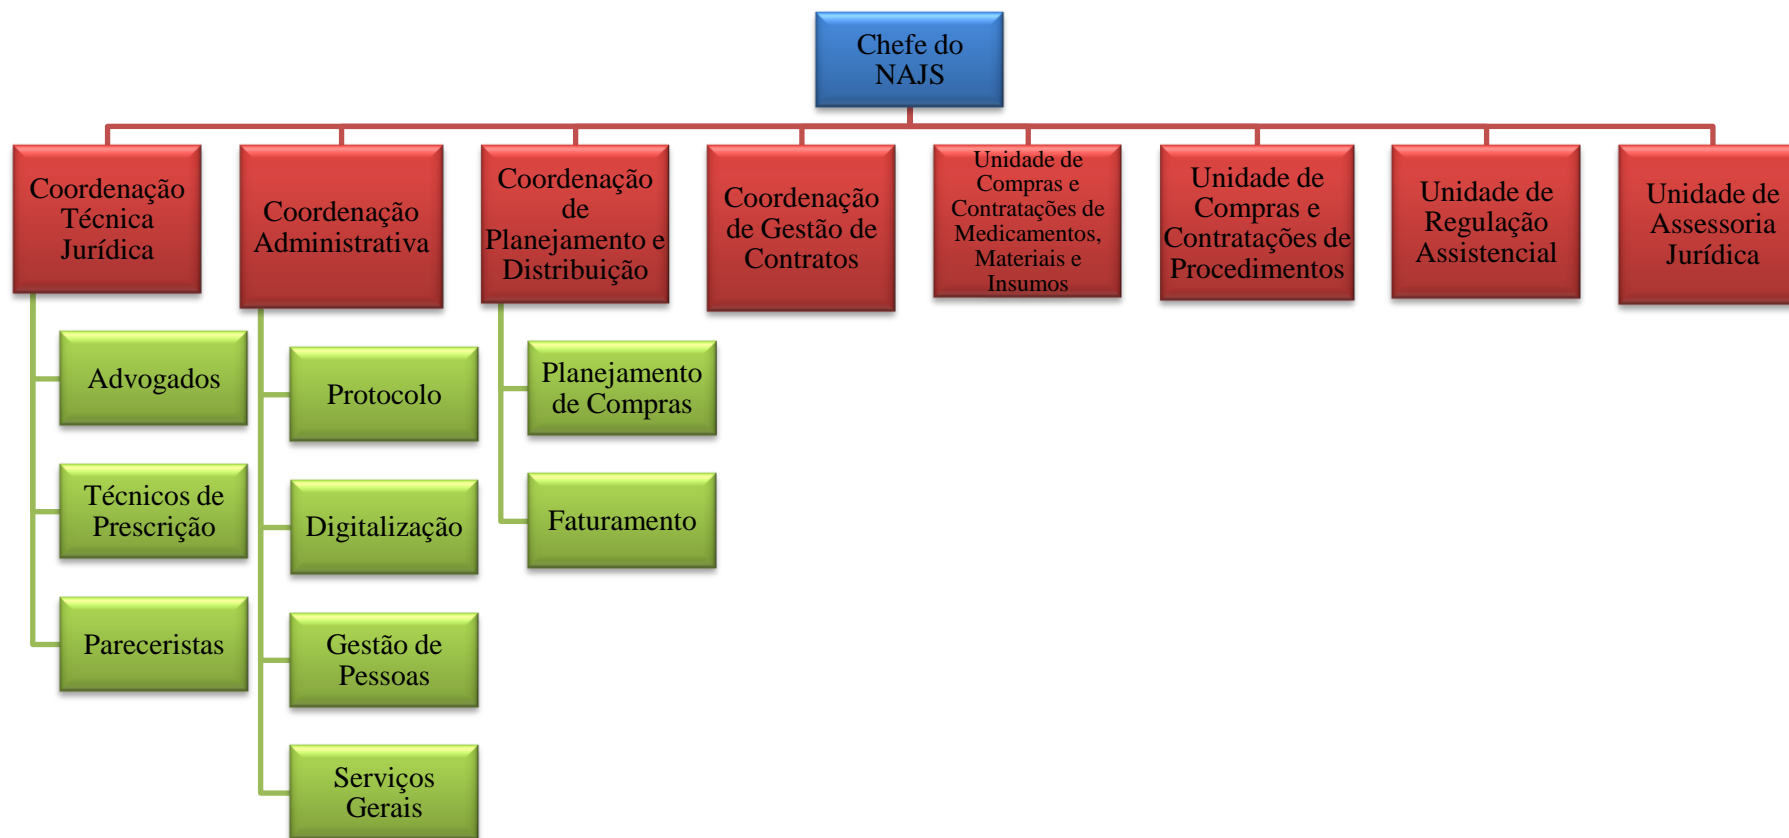 Chefe do
NAJS
Coordenação
Técnica
Jurídica
Coordenação
Administrativa
Coordenação
de
Planejamento e
Distribuição
Coordenação
de Gestão de
Contratos
Unidade de
Compras e
Contratações de
Medicamentos,
Materiais e
Insumos
Unidade de
Compras e
Contratações de
Procedimentos
Unidade de
Regulação
Assistencial
Unidade de
Assessoria
Jurídica
Advogados
Técnicos de
Prescrição
Pareceristas
Protocolo
Digitalização
Gestão de
Pessoas
Serviços
Gerais
Planejamento
de Compras
Faturamento